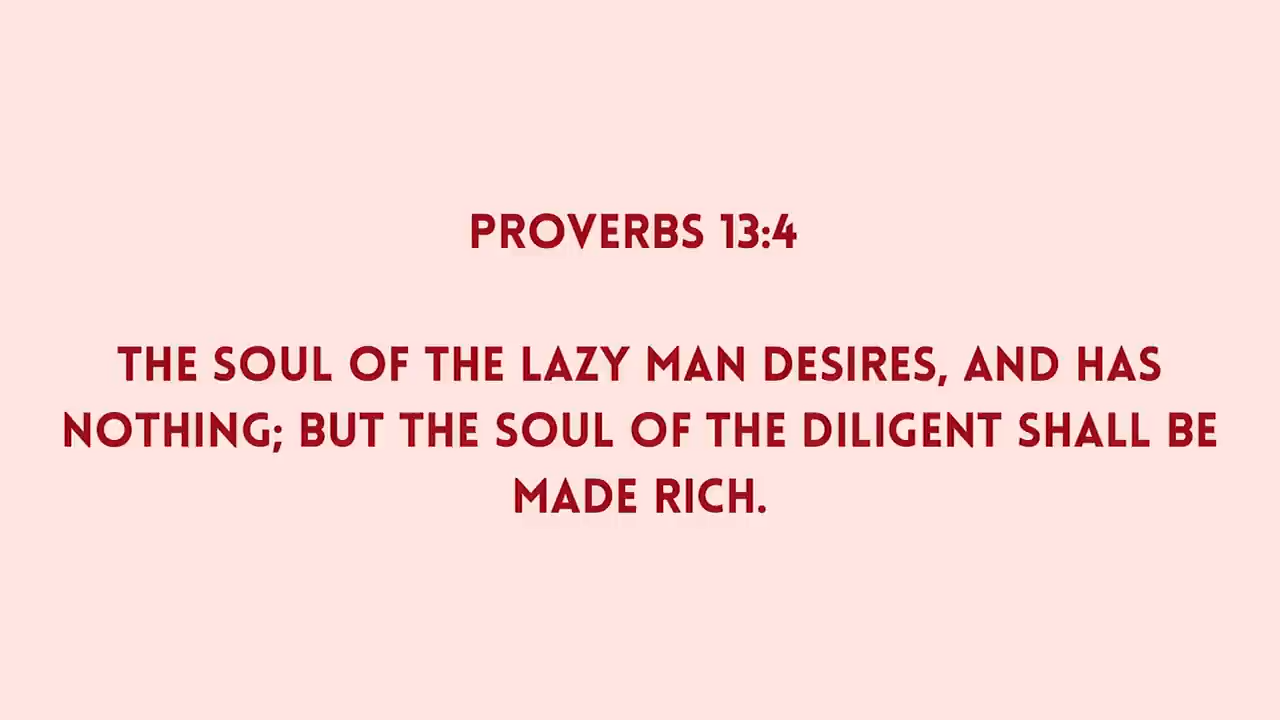 PROVERBS 13:4
THE SOUL OF THE LAZY MAN DESIRES, AND HAS
NOTHING; BUT THE SOUL OF THE DILIGENT SHALL BE
MADE RICH.